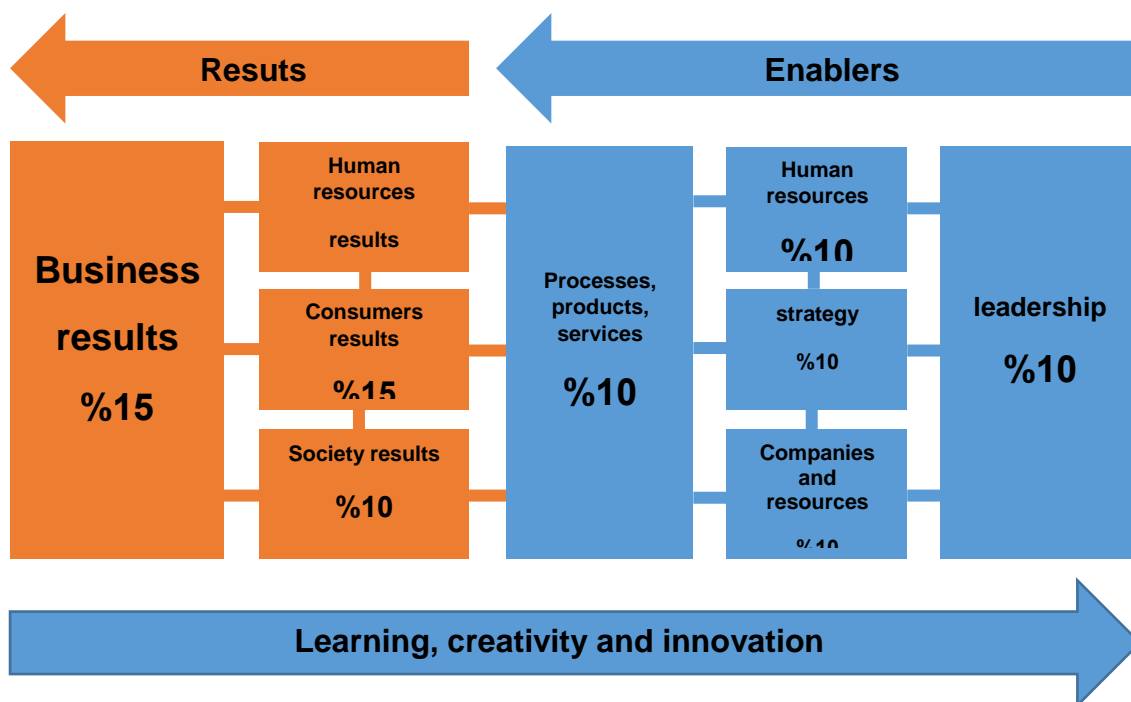 Resuts
Enablers
Business
results
%15
Human
resources
results
Consumers
results
%15
Society results
%10
Processes,
products,
services
%10
Human
resources
%10
strategy
%10
Companies
and
resources
%10
leadership
%10
Learning, creativity and innovation